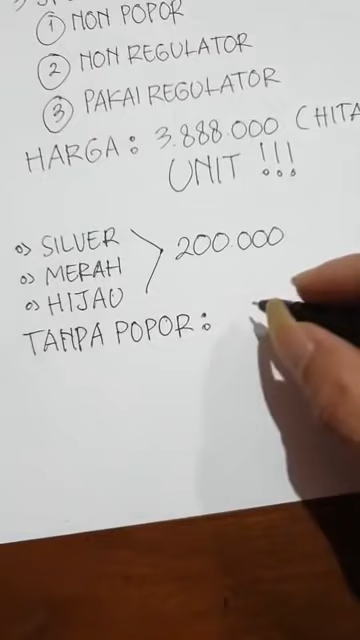 ① NON POPOR
② NON REGULATOR
③ PAKAI REGULATOR
HARGA : 3.888.000 (HITA
UNIT !!!
o) SILVER
o) MERAH
o) HIJAU
200.000
TANPA POPOR :